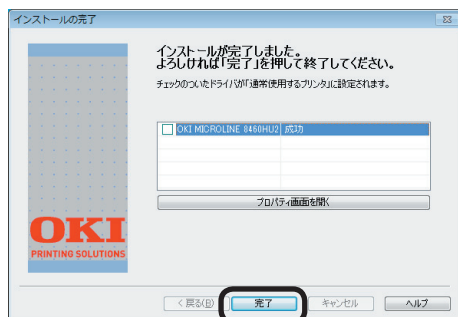 インストールの完了
インストールが完了しました。
よろしければ「完了」を押して終了してください。
チェックのついたドライバが「通常使用するプリンタ」に設定されます。
OKI MICROLINE 8460HU2 成功
プロパティ画面を開く
OKI
PRINTING SOLUTIONS
< 戻る(B) 完了 キャンセル ヘルプ